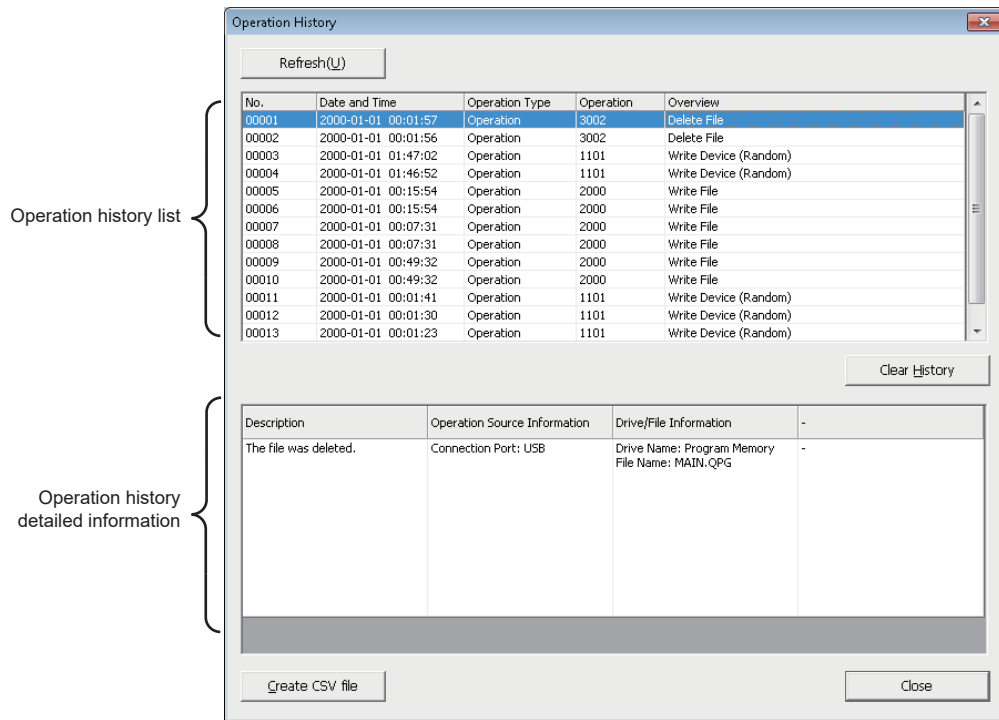 Operation History
Refresh(U)
No. Date and Time Operation Type Operation Overview
00001 2000-01-01 00:01:57 Operation 3002 Delete File
00002 2000-01-01 00:01:56 Operation 3002 Delete File
00003 2000-01-01 01:47:02 Operation 1101 Write Device (Random)
00004 2000-01-01 01:46:52 Operation 1101 Write Device (Random)
00005 2000-01-01 00:15:54 Operation 2000 Write File
00006 2000-01-01 00:15:54 Operation 2000 Write File
00007 2000-01-01 00:07:31 Operation 2000 Write File
00008 2000-01-01 00:07:31 Operation 2000 Write File
00009 2000-01-01 00:49:32 Operation 2000 Write File
00010 2000-01-01 00:49:32 Operation 2000 Write File
00011 2000-01-01 00:01:41 Operation 1101 Write Device (Random)
00012 2000-01-01 00:01:30 Operation 1101 Write Device (Random)
00013 2000-01-01 00:01:23 Operation 1101 Write Device (Random)
Operation history list
Clear History
Description Operation Source Information Drive/File Information -
The file was deleted. Connection Port: USB Drive Name: Program Memory -
File Name: MAIN.QPG
Operation history
detailed information
Create CSV file Close